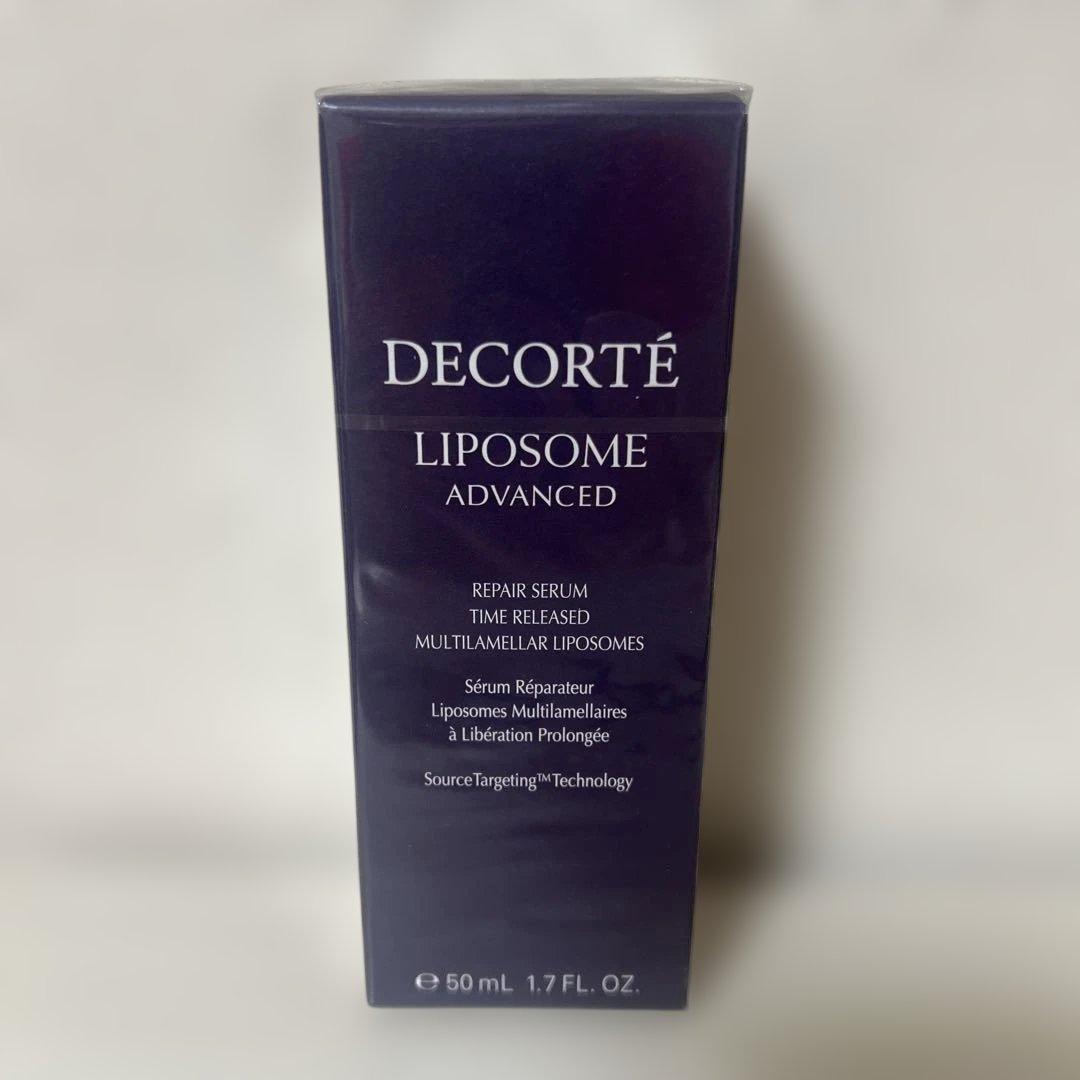 DECORTÉ
LIPOSOME
ADVANCED
REPAIR SERUM
TIME RELEASED
MULTILAMELLAR LIPOSOMES
Sérum Réparateur
Liposomes Multilamellaires
à Libération Prolongée
SourceTargeting™Technology
℮ 50 mL 1.7 FL. OZ.